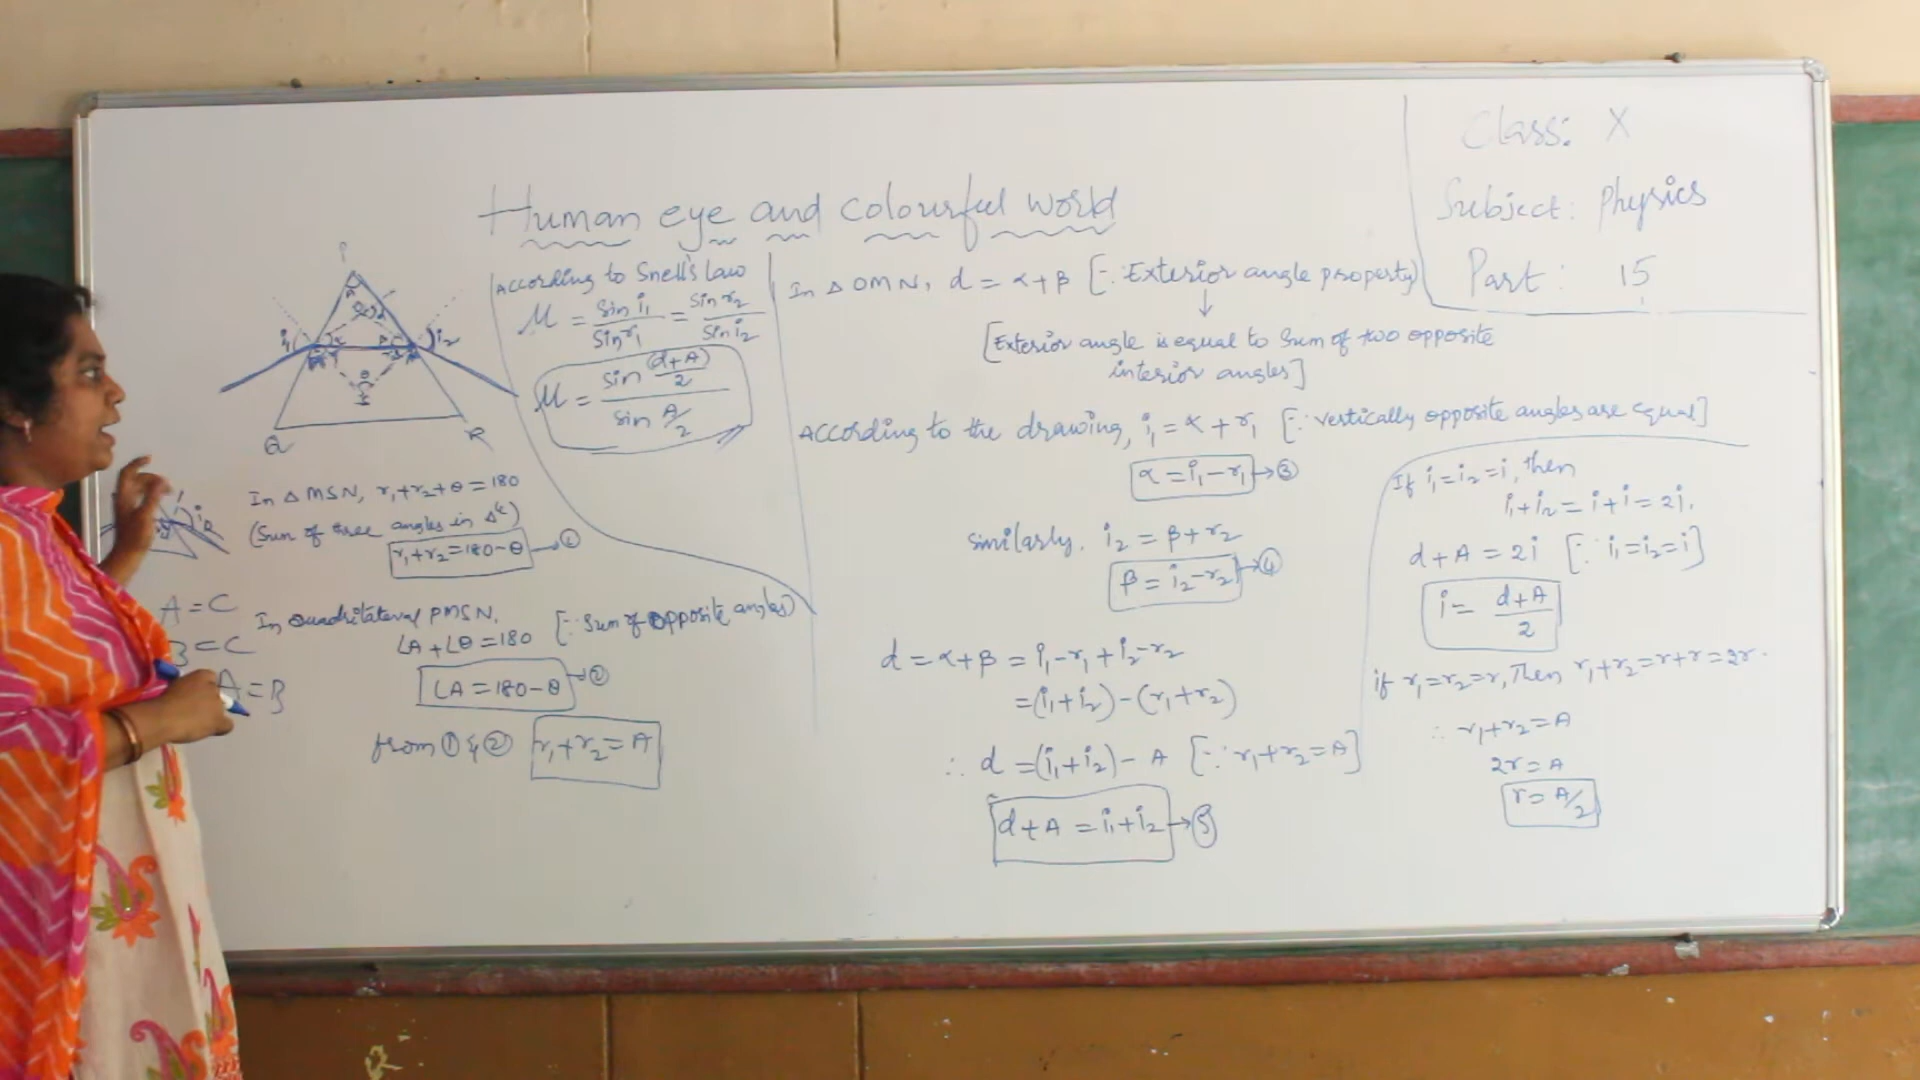 Class: X
Subject: Physics
Part: 15
Human eye and colourful world
P
i₁
i₂
θ
Q
R
In △ MSN, r₁+r₂+θ = 180
(Sum of three angles in △le)
r₁+r₂ = 180-θ → ①
A = C
B = C
A = B
In Quadrilateral PMSN,
∠A + ∠θ = 180 [∵ Sum of opposite angles)
∠A = 180-θ → ②
from ① & ② r₁+r₂ = A
According to Snell's Law
μ = sin i₁ / sin r₁ = sin r₂ / sin i₂
μ = sin (d+A)/2 / sin A/2
In △ OMN, d = α+β [∵ Exterior angle property)
↓
[Exterior angle is equal to sum of two opposite
interior angles]
According to the drawing, i₁ = α + r₁ [∵ vertically opposite angles are equal]
α = i₁-r₁ → ③
similarly, i₂ = β+r₂
β = i₂-r₂ → ④
d = α+β = i₁-r₁+i₂-r₂
= (i₁+i₂)-(r₁+r₂)
∴ d = (i₁+i₂) - A [∵ r₁+r₂ = A]
d+A = i₁+i₂ → ⑤
If i₁=i₂=i, then
i₁+i₂ = i+i = 2i.
d+A = 2i [∵ i₁=i₂=i]
i = d+A / 2
if r₁=r₂=r, Then r₁+r₂=r+r=2r.
∴ r₁+r₂ = A
2r = A
r = A/2